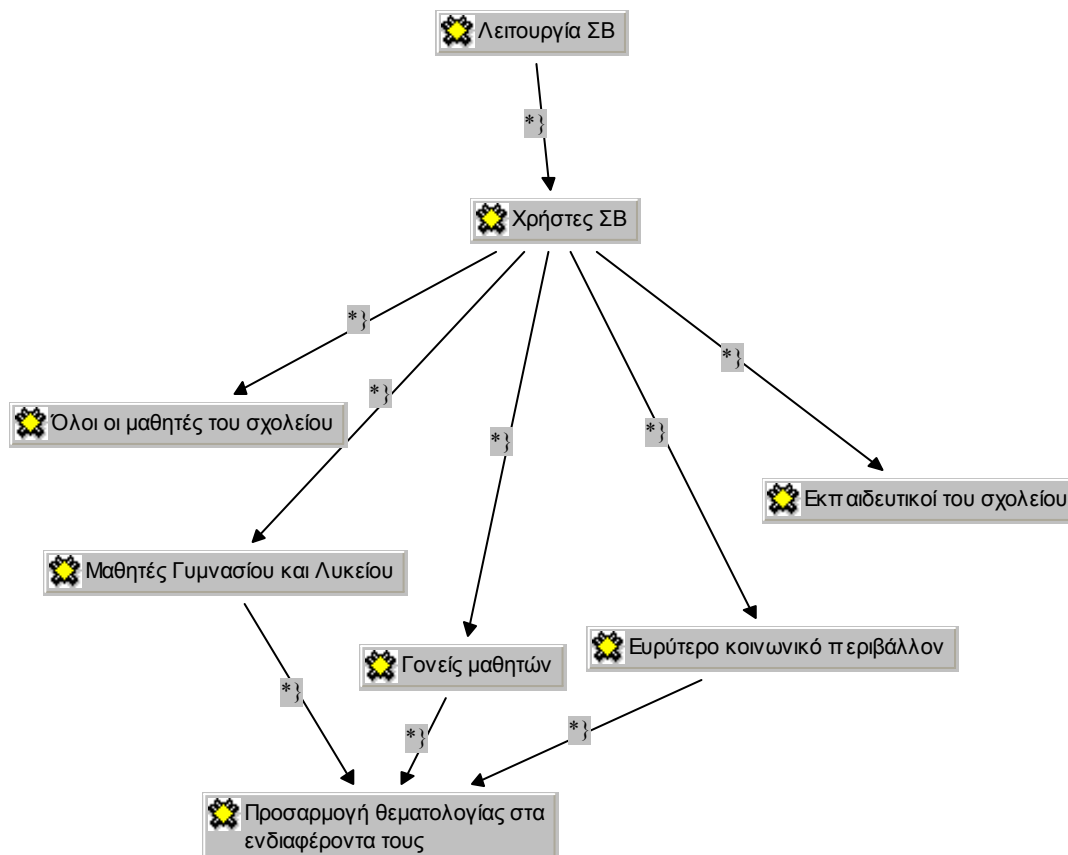 Λειτουργία ΣΒ
*}
Χρήστες ΣΒ
*}
*}
*}
*}
*}
Όλοι οι μαθητές του σχολείου
Εκπαιδευτικοί του σχολείου
Μαθητές Γυμνασίου και Λυκείου
Γονείς μαθητών
Ευρύτερο κοινωνικό περιβάλλον
*}
*}
*}
Προσαρμογή θεματολογίας στα
ενδιαφέροντα τους